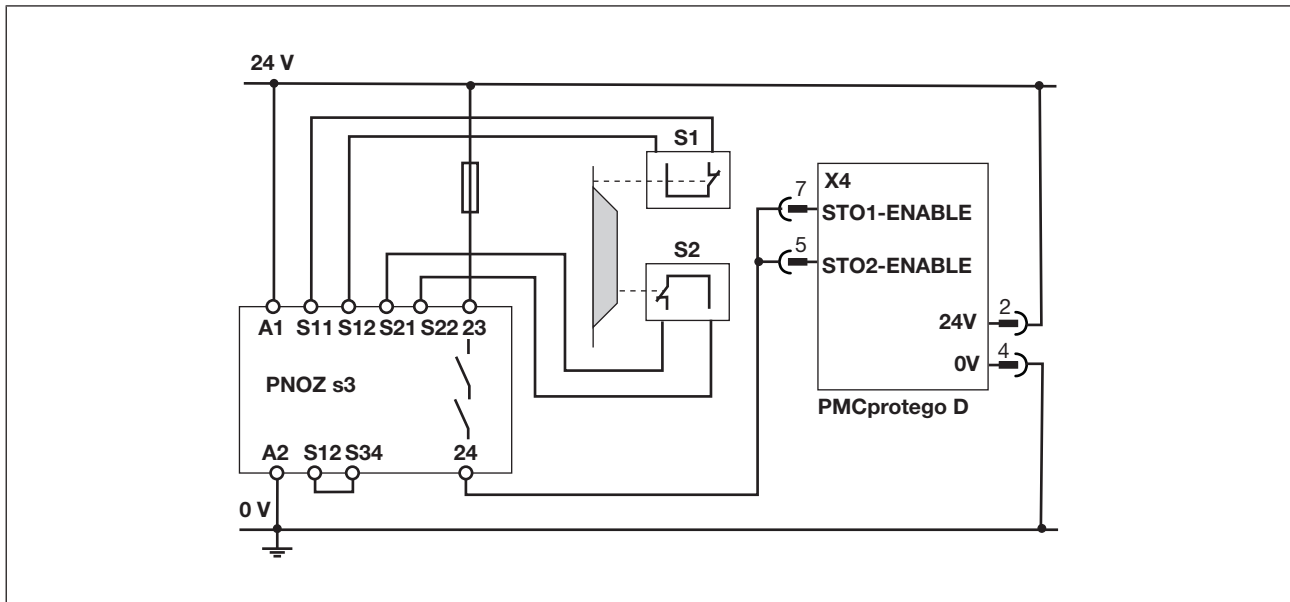 24 V
S1
X4
7
STO1-ENABLE
S2
5
STO2-ENABLE
A1 S11 S12 S21 S22 23
2
24V
4
0V
PNOZ s3
PMCprotego D
A2 S12 S34 24
0 V